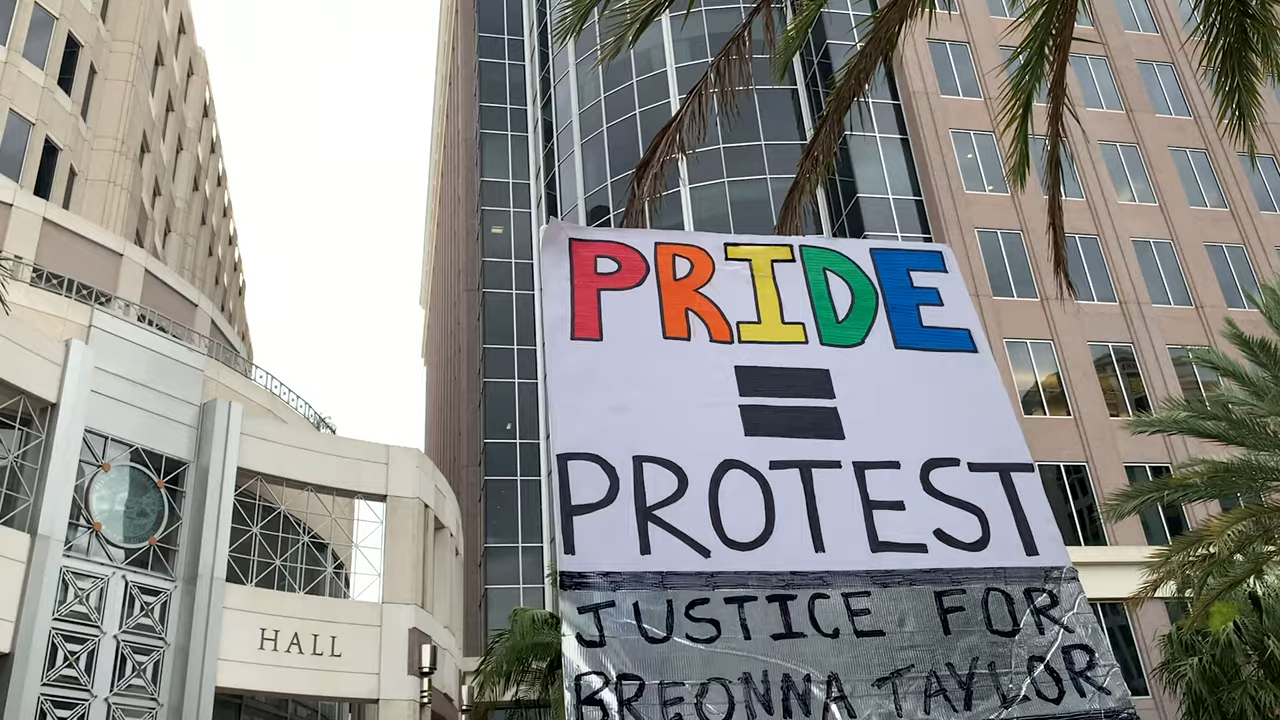 PRIDE
=
PROTEST
JUSTICE FOR
BREONNA TAYLOR
HALL